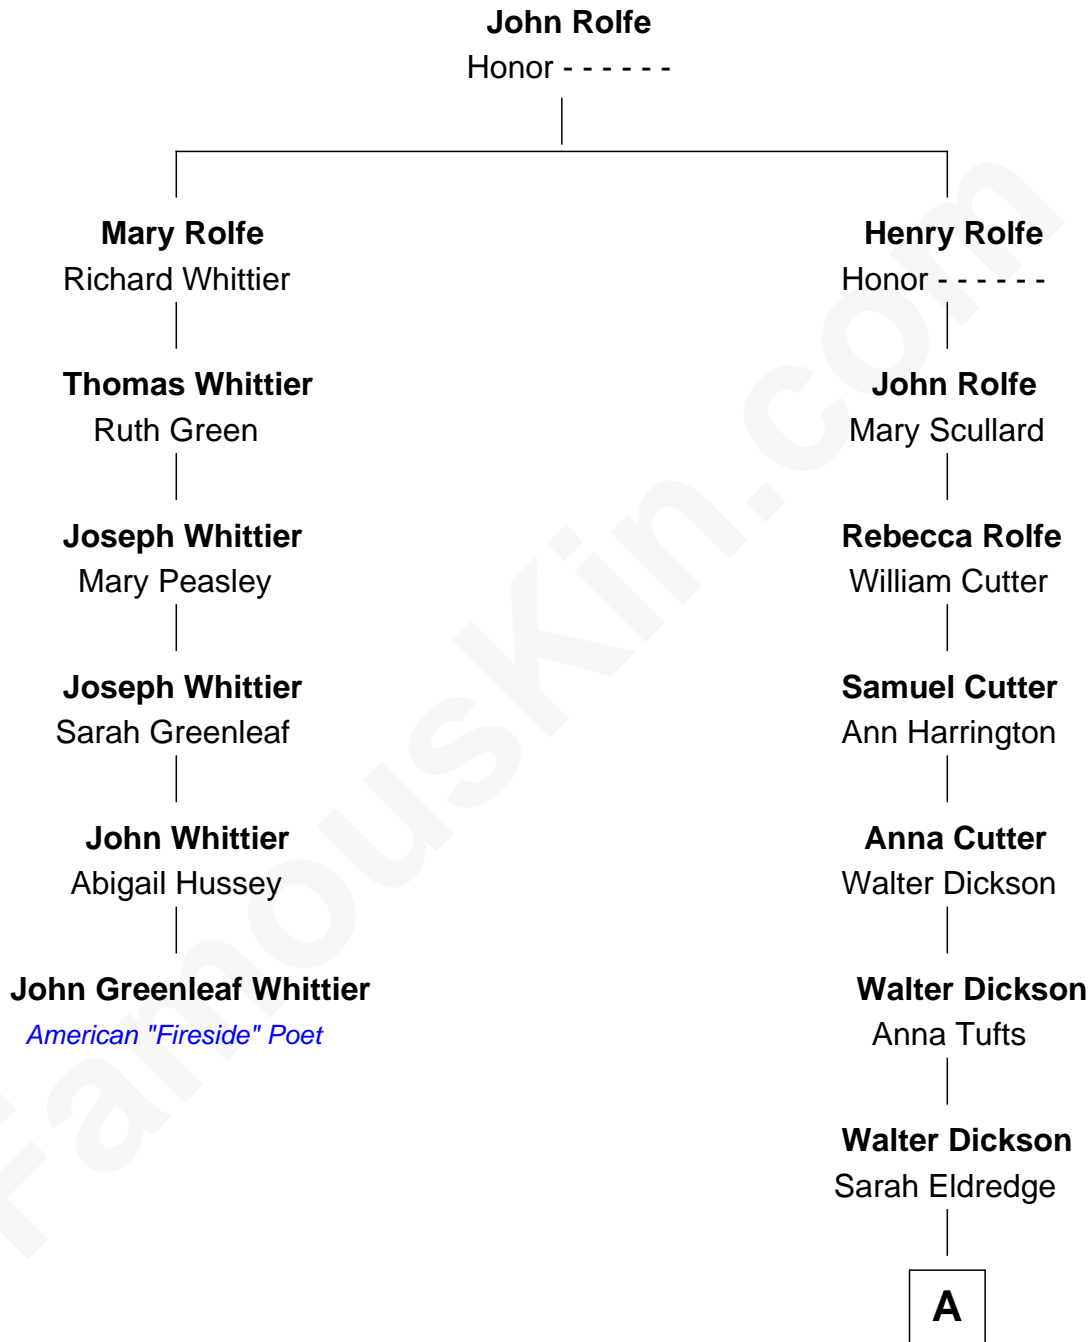 John Rolfe
Honor - - - - - -
Mary Rolfe
Richard Whittier
Henry Rolfe
Honor - - - - - -
Thomas Whittier
Ruth Green
John Rolfe
Mary Scullard
Joseph Whittier
Mary Peasley
Rebecca Rolfe
William Cutter
Joseph Whittier
Sarah Greenleaf
Samuel Cutter
Ann Harrington
John Whittier
Abigail Hussey
Anna Cutter
Walter Dickson
John Greenleaf Whittier
American "Fireside" Poet
Walter Dickson
Anna Tufts
Walter Dickson
Sarah Eldredge
A
FamousKin.com